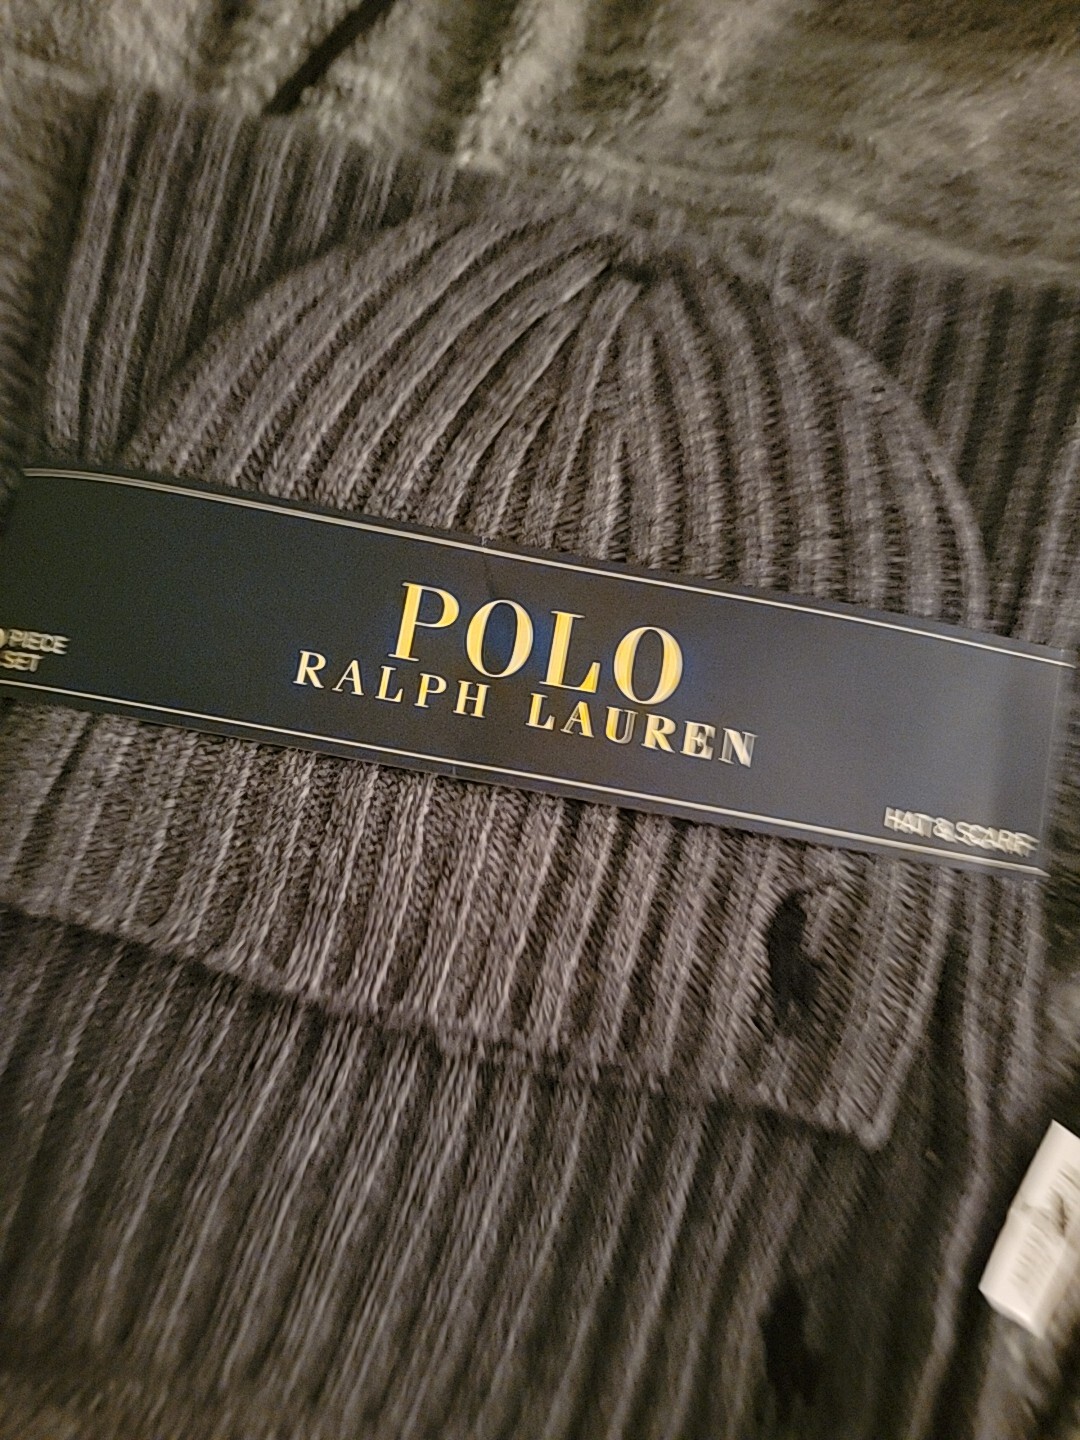 POLO
RALPH LAUREN
PIECE
SET
HAT & SCARF